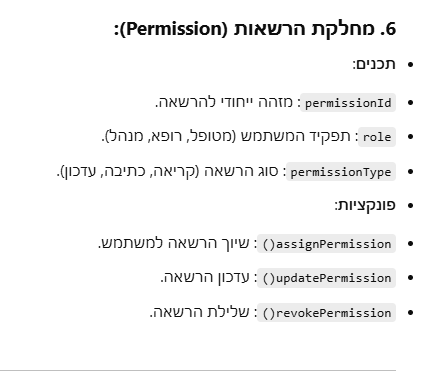 6. מחלקת הרשאות (Permission):
תכנים:
permissionId: מזהה ייחודי להרשאה.
role: תפקיד המשתמש (מטופל, רופא, מנהל).
permissionType: סוג הרשאה (קריאה, כתיבה, עדכון).
פונקציות:
assignPermission(): שיוך הרשאה למשתמש.
updatePermission(): עדכון הרשאה.
revokePermission(): שלילת הרשאה.